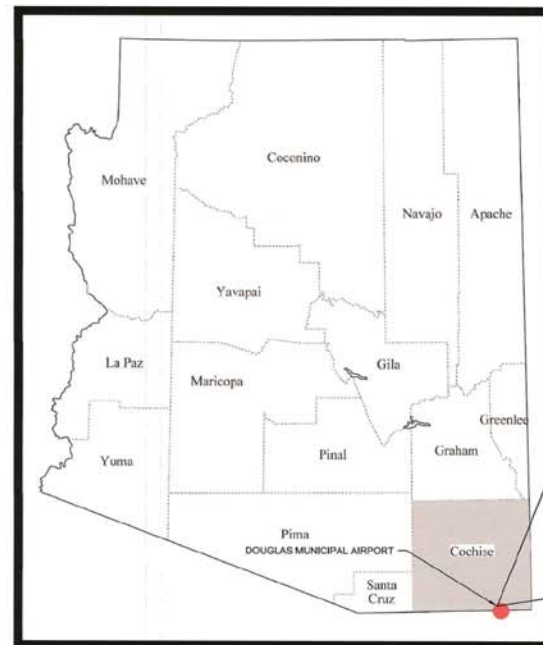 Coconino
Mohave
Navajo
Apache
Yavapai
La Paz
Gila
Maricopa
Greenlee
Yuma
Pinal
Graham
Pima
DOUGLAS MUNICIPAL AIRPORT
Cochise
Santa
Cruz